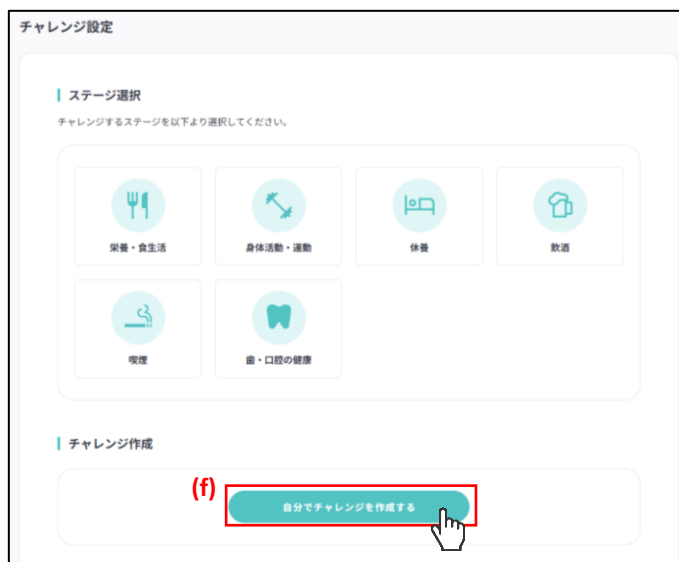 チャレンジ設定
ステージ選択
チャレンジするステージを以下より選択してください。
栄養・食生活
身体活動・運動
休養
飲酒
喫煙
歯・口腔の健康
チャレンジ作成
(f)
自分でチャレンジを作成する